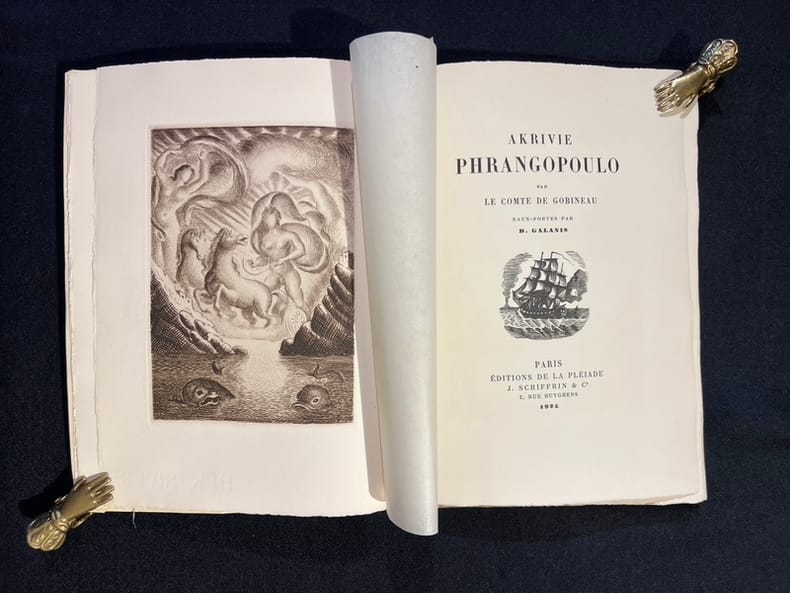 AKRIVIE
PHRANGOPOULO
PAR
LE COMTE DE GOBINEAU
EAUX-FORTES PAR
D. GALANIS
PARIS
ÉDITIONS DE LA PLÉIADE
J. SCHIFFRIN & Cⁱᵉ
2, RUE HUYGHENS
1924